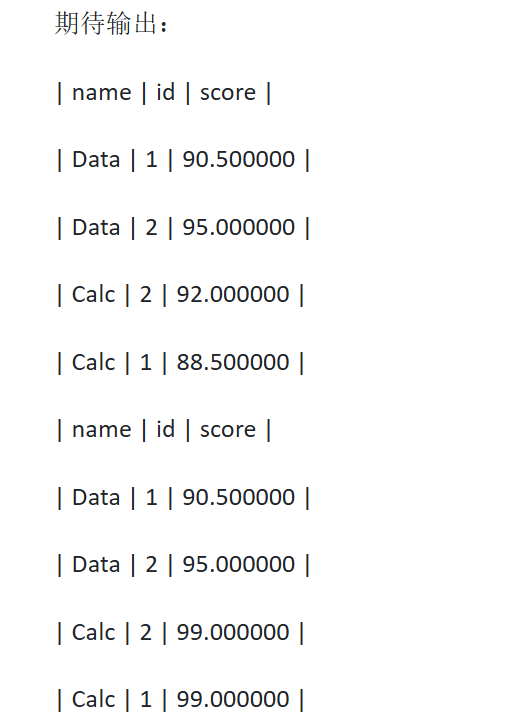 期待输出：
| name | id | score |
| Data | 1 | 90.500000 |
| Data | 2 | 95.000000 |
| Calc | 2 | 92.000000 |
| Calc | 1 | 88.500000 |
| name | id | score |
| Data | 1 | 90.500000 |
| Data | 2 | 95.000000 |
| Calc | 2 | 99.000000 |
| Calc | 1 | 99.000000 |